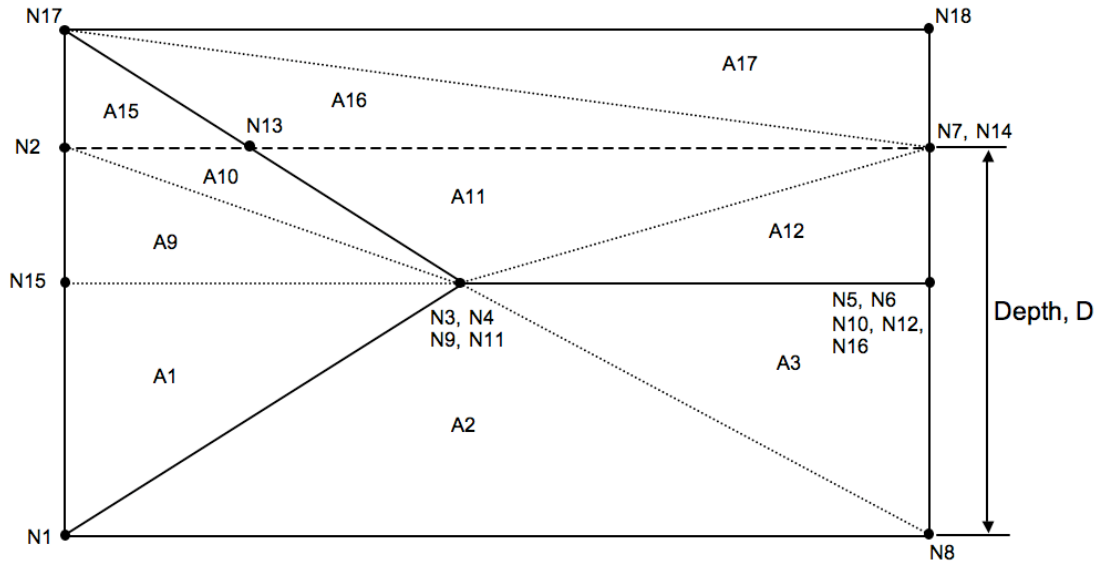 N17
N18
A17
A16
A15
N13
N2
N7, N14
A10
A11
A12
A9
N15
N3, N4
N9, N11
N5, N6
N10, N12,
N16
Depth, D
A1
A3
A2
N1
N8